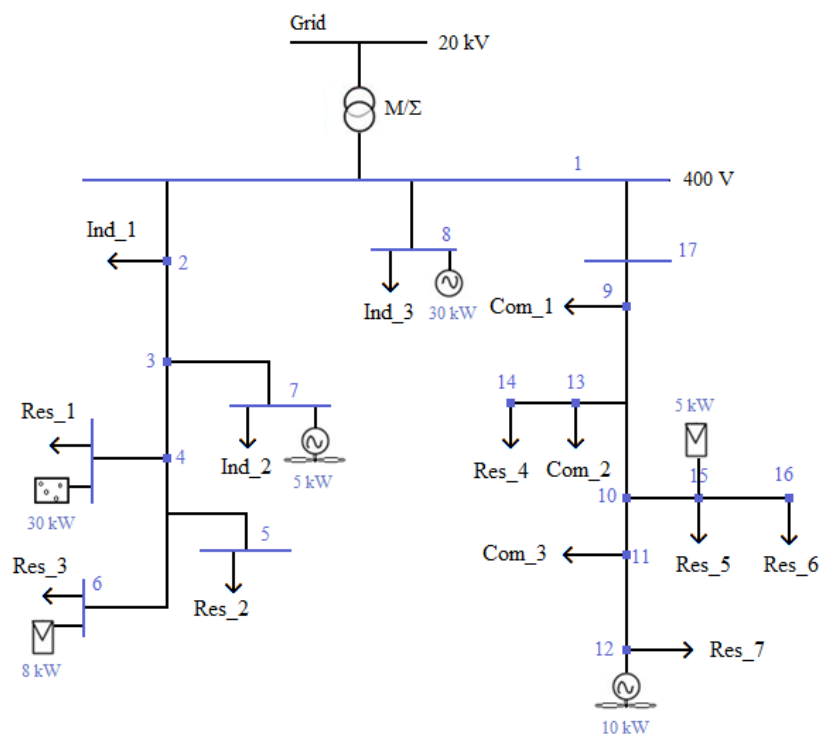 Grid
20 kV
M/Σ
1
400 V
Ind_1
2
8
17
Ind_3
30 kW
Com_1
9
3
7
14
13
5 kW
Res_1
4
Ind_2
5 kW
Res_4
Com_2
15
16
10
30 kW
5
Com_3
11
Res_5
Res_6
Res_3
6
Res_2
8 kW
12
Res_7
10 kW